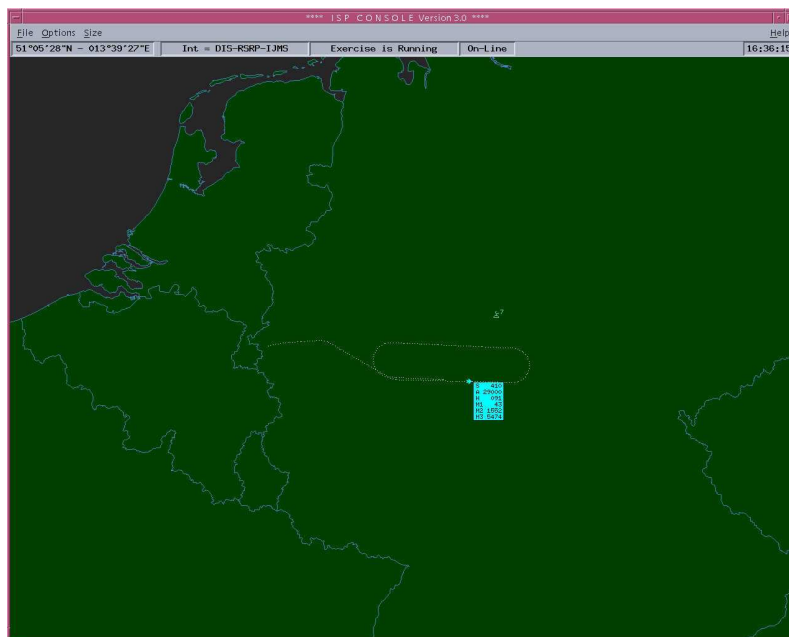 **** ISP CONSOLE Version 3.0 ****
File Options Size Help
51°05'28"N - 013°39'27"E Int = DIS-RSRP-IJMS Exercise is Running On-Line 16:36:15
7
S 410
A 29000
H 091
M1 43
M2 1552
M3 5474